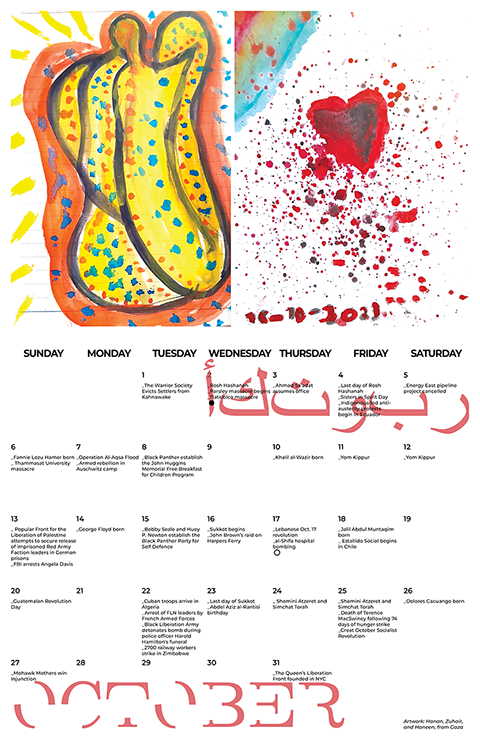 16-10-2021
SUNDAY MONDAY TUESDAY WEDNESDAY THURSDAY FRIDAY SATURDAY
ربوتكأ
1
_The Warrior Society
Evicts Settlers from
Kahnawake
2
_Rosh Hashanah
_Parsley massacre begins
_Tlatelolco massacre
3
_Ahmad Sa'adat
assumes office
4
_Last day of Rosh
Hashanah
_Sisters in Spirit Day
_Indigenous led anti-
austerity protests
begin in Ecuador
5
_Energy East pipeline
project cancelled
6
_Fannie Lozu Hamer born
_ Thammasat University
massacre
7
_Operation Al-Aqsa Flood
_Armed rebellion in
Auschwitz camp
8
_Black Panther establish
the John Huggins
Memorial Free Breakfast
for Children Program
9
10
_Khalil al-Wazir born
11
_Yom Kippur
12
_Yom Kippur
13
_ Popular Front for the
Liberation of Palestine
attempts to secure release
of imprisoned Red Army
Faction leaders in German
prisons
_FBI arrests Angela Davis
14
_George Floyd born
15
_Bobby Seale and Huey
P. Newton establish the
Black Panther Party for
Self Defence
16
_Sukkot begins
_John Brown's raid on
Harpers Ferry
17
_Lebanese Oct. 17
revolution
_al-Shifa hospital
bombing
18
_Jalil Abdul Muntaqim
born
_ Estallido Social begins
in Chile
19
20
_Guatemalan Revolution
Day
21
22
_Cuban troops arrive in
Algeria
_Arrest of FLN leaders by
French Armed Forces
_Black Liberation Army
detonates bomb during
police officer Harold
Hamilton's funeral
_2700 railway workers
strike in Zimbabwe
23
_Last day of Sukkot
_Abdel Aziz al-Rantisi
birthday
24
_Shemini Atzeret and
Simchat Torah
25
_Shemini Atzeret and
Simchat Torah
_Death of Terence
MacSwiney following 74
days of hunger strike
_Great October Socialist
Revolution
26
_Dolores Cacuango born
27
_Mohawk Mothers win
Injunction
28
29
30
31
_The Queen's Liberation
Front founded in NYC
OCTOBER
Artwork: Hanan, Zuhair,
and Haneen, from Gaza